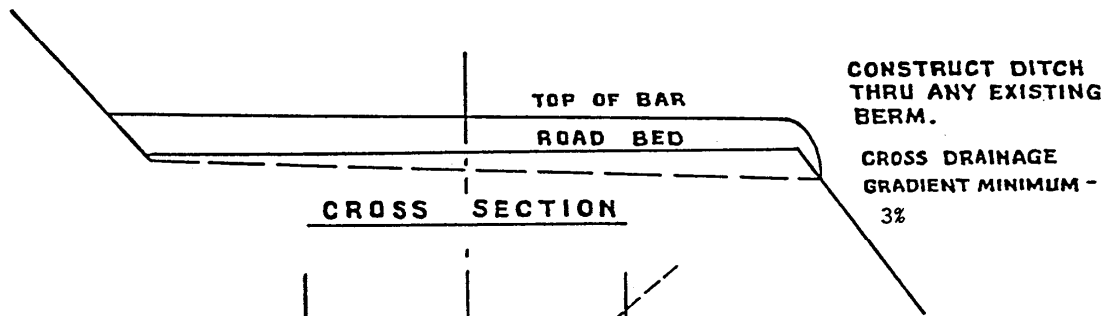 TOP OF BAR
ROAD BED
CROSS SECTION
CONSTRUCT DITCH
THRU ANY EXISTING
BERM.
CROSS DRAINAGE
GRADIENT MINIMUM -
3%